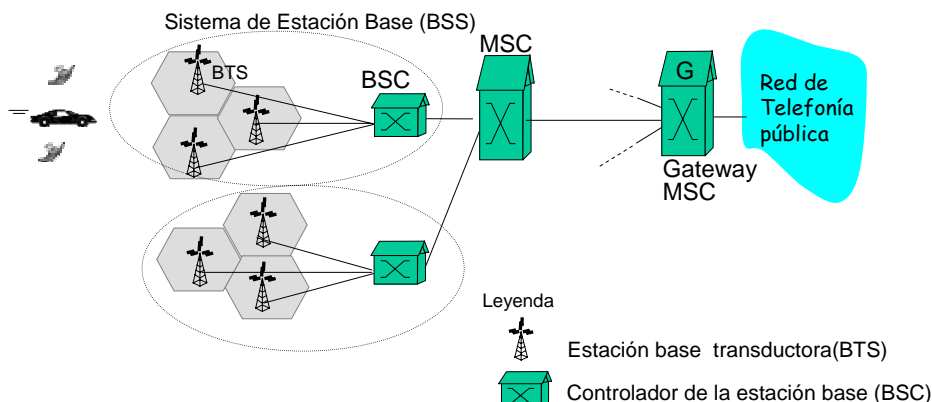 Sistema de Estación Base (BSS)
MSC
BTS
BSC
G
Red de
Telefonía
pública
Gateway
MSC
Leyenda
Estación base transductora(BTS)
Controlador de la estación base (BSC)